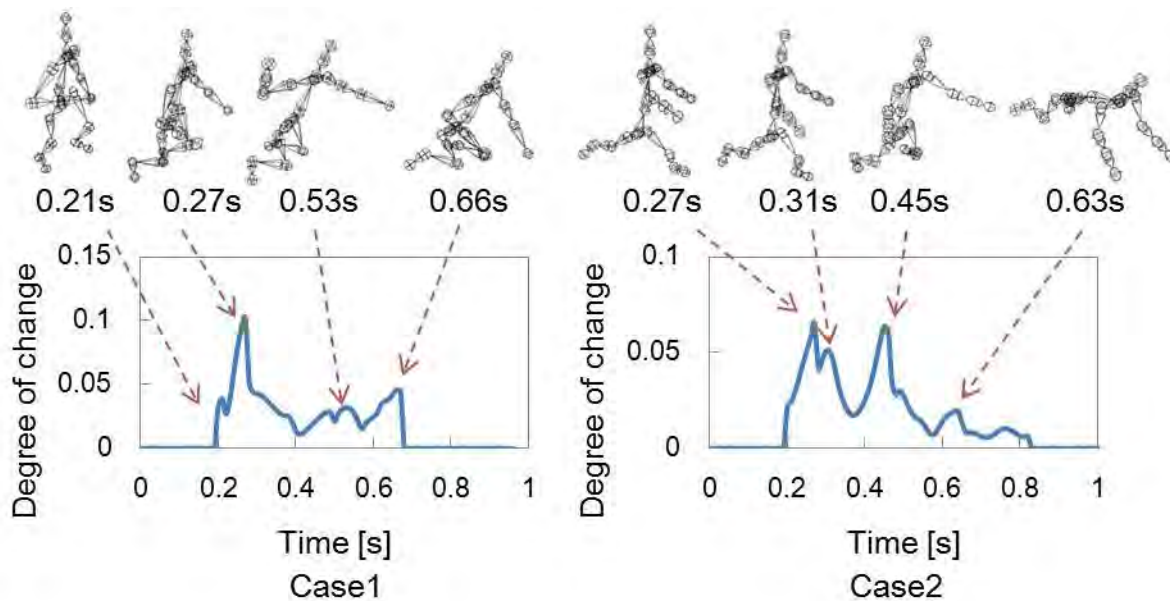 0.21s 0.27s 0.53s 0.66s
0.15
0.1
0.05
0
Degree of change
0 0.2 0.4 0.6 0.8 1
Time [s]
Case1
0.27s 0.31s 0.45s 0.63s
0.1
0.05
0
Degree of change
0 0.2 0.4 0.6 0.8 1
Time [s]
Case2